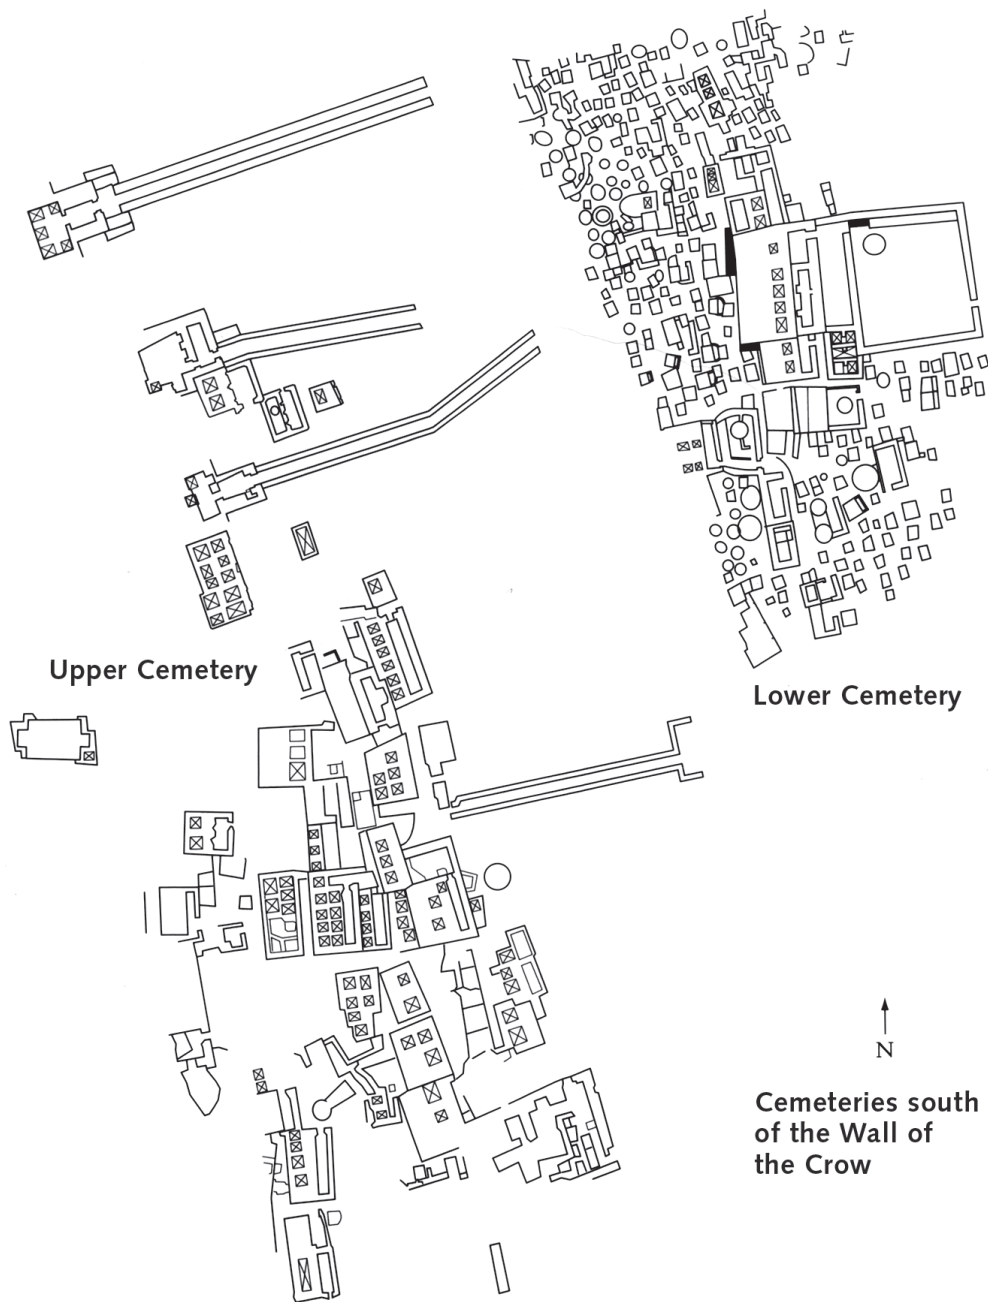 Upper Cemetery
Lower Cemetery
N
Cemeteries south
of the Wall of
the Crow